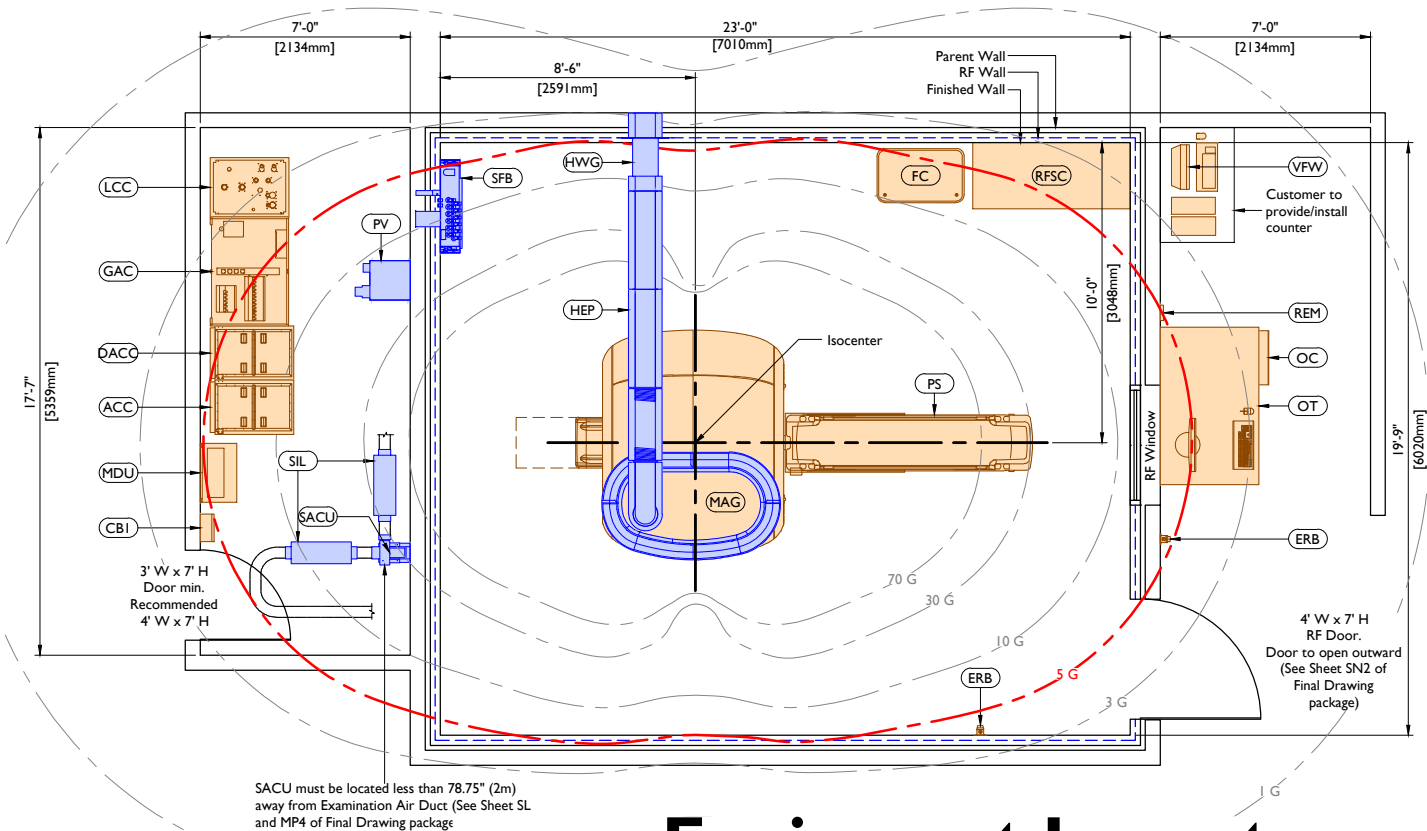 7'-0"
[2134mm]
23'-0"
[7010mm]
7'-0"
[2134mm]
8'-6"
[2591mm]
Parent Wall
RF Wall
Finished Wall
LCC
GAC
DACC
ACC
MDU
CB1
17'-7"
[5359mm]
SFB
PV
HWG
HEP
FC
RFSC
VFW
Customer to
provide/install
counter
10'-0"
[3048mm]
REM
OC
OT
Isocenter
PS
RF Window
19'-9"
[6020mm]
SIL
SACU
MAG
ERB
3' W x 7' H
Door min.
Recommended
4' W x 7' H
70 G
30 G
10 G
5 G
3 G
1 G
ERB
4' W x 7' H
RF Door.
Door to open outward
(See Sheet SN2 of
Final Drawing
package)
SACU must be located less than 78.75" (2m)
away from Examination Air Duct (See Sheet SL
and MP4 of Final Drawing package